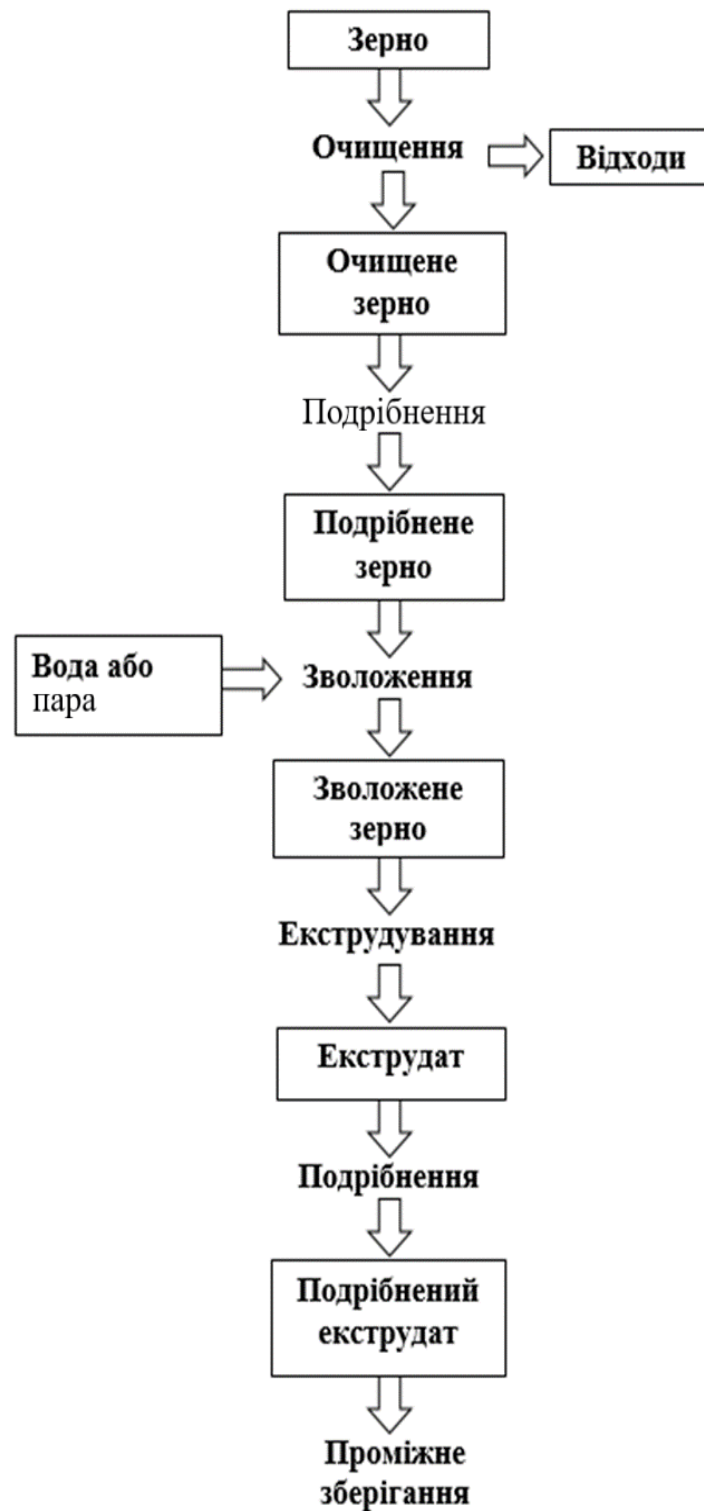 Зерно
Очищення
Відходи
Очищене
зерно
Подрібнення
Подрібнене
зерно
Вода або
пара
Зволоження
Зволожене
зерно
Екструдування
Екструдат
Подрібнення
Подрібнений
екструдат
Проміжне
зберігання